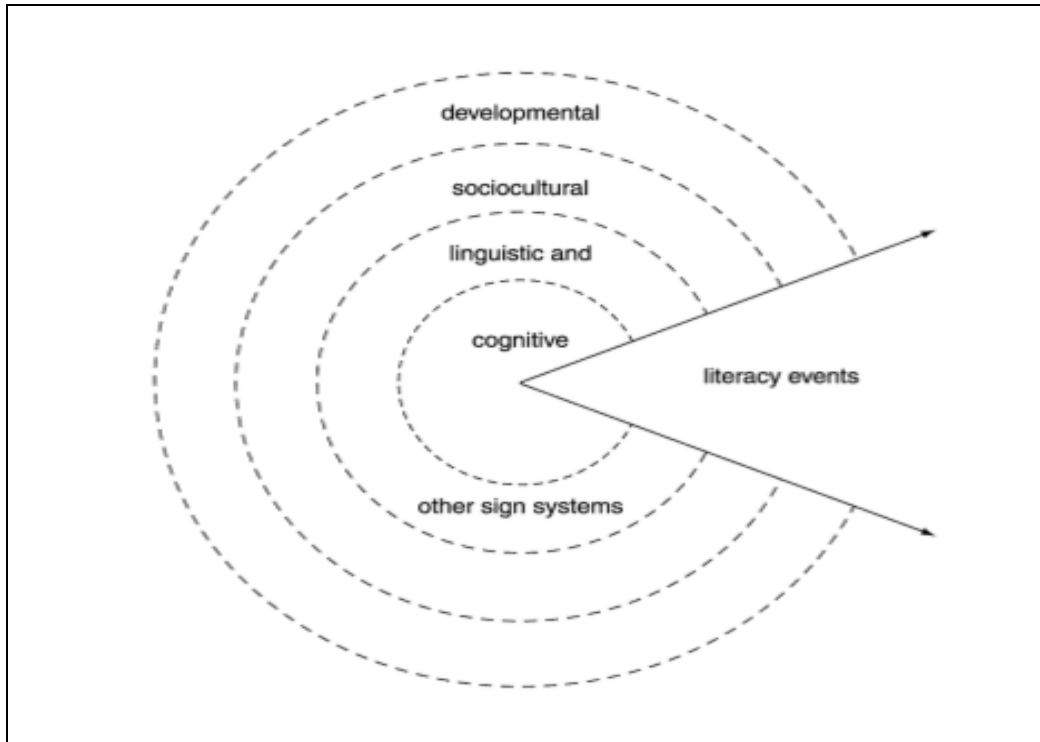 developmental
sociocultural
linguistic and
cognitive
literacy events
other sign systems